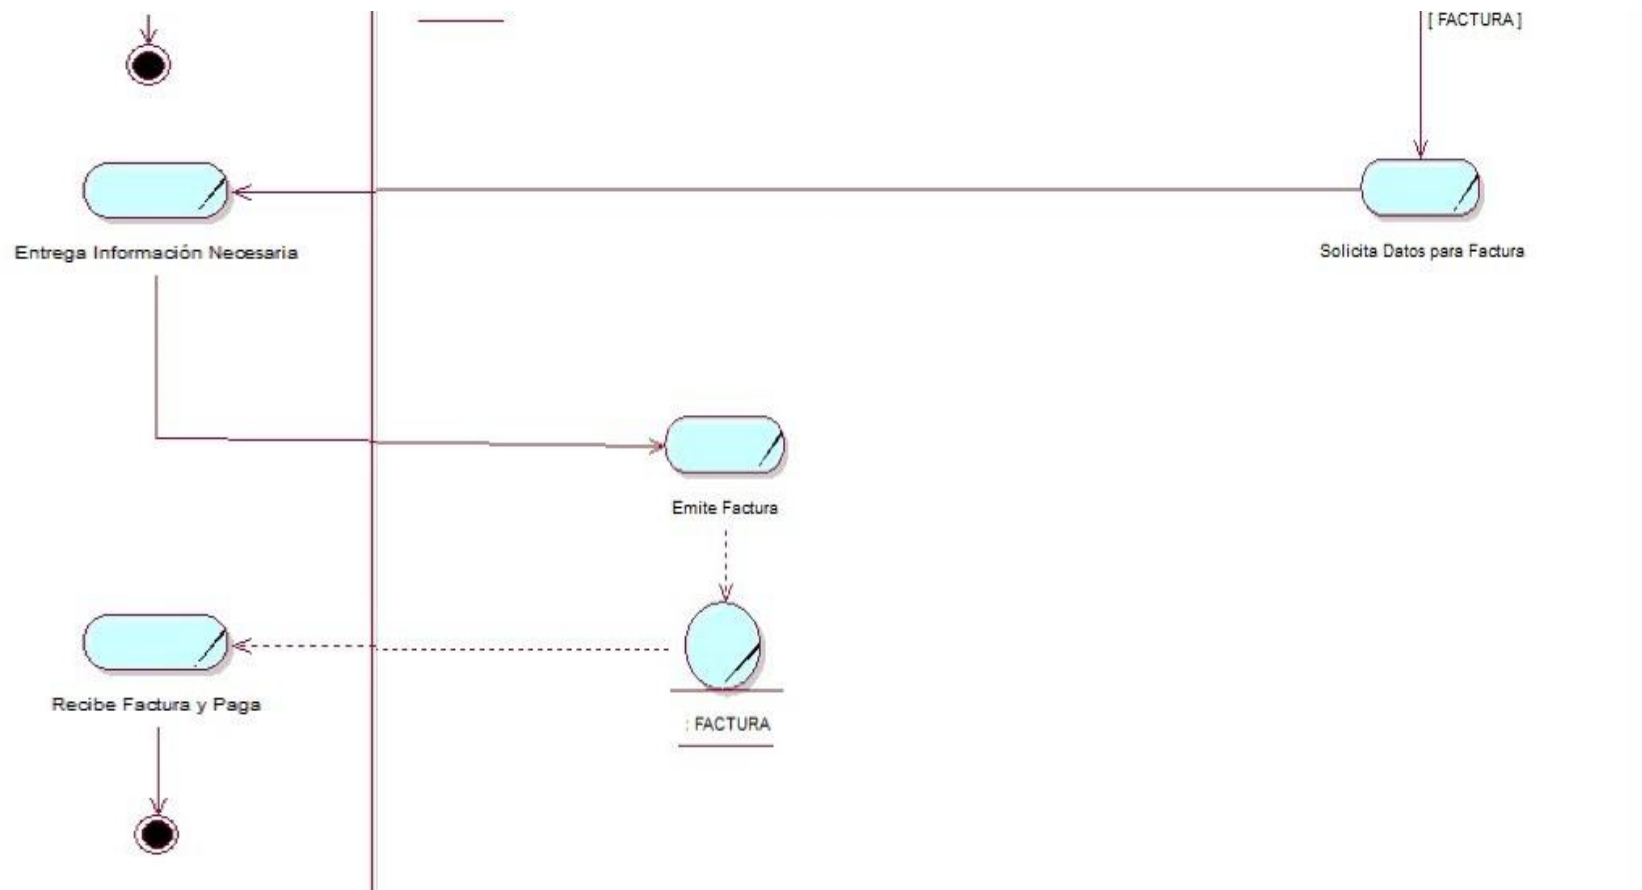 [ FACTURA ]
Entrega Información Necesaria
Solicita Datos para Factura
Emite Factura
Recibe Factura y Paga
: FACTURA